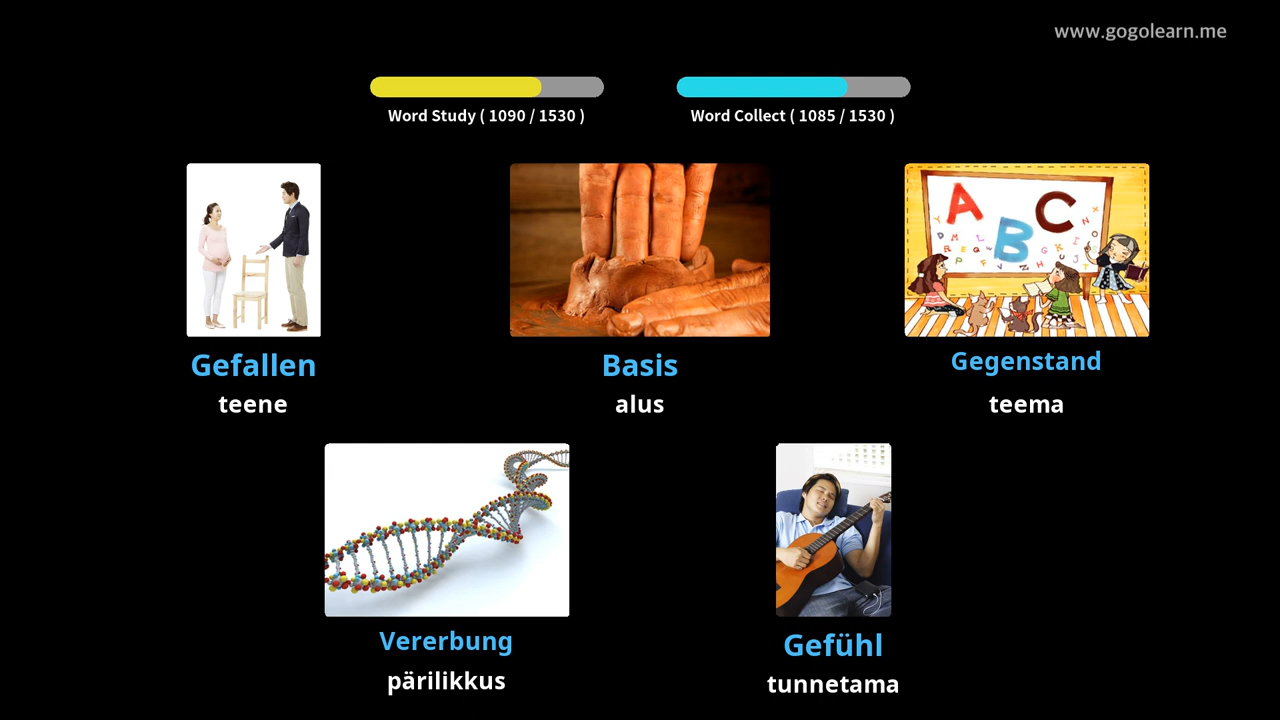 www.gogolearn.me
Word Study ( 1090 / 1530 )
Word Collect ( 1085 / 1530 )
A B C
Gefallen
teene
Basis
alus
Gegenstand
teema
Vererbung
pärilikkus
Gefühl
tunnetama